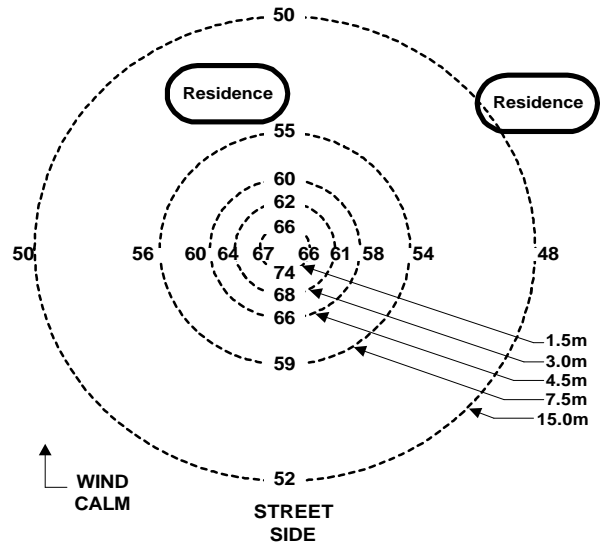 50
Residence
Residence
55
60
62
66
50 56 60 64 67 66 61 58 54 48
74
68
66
1.5m
3.0m
59
4.5m
7.5m
15.0m
WIND
CALM
52
STREET
SIDE